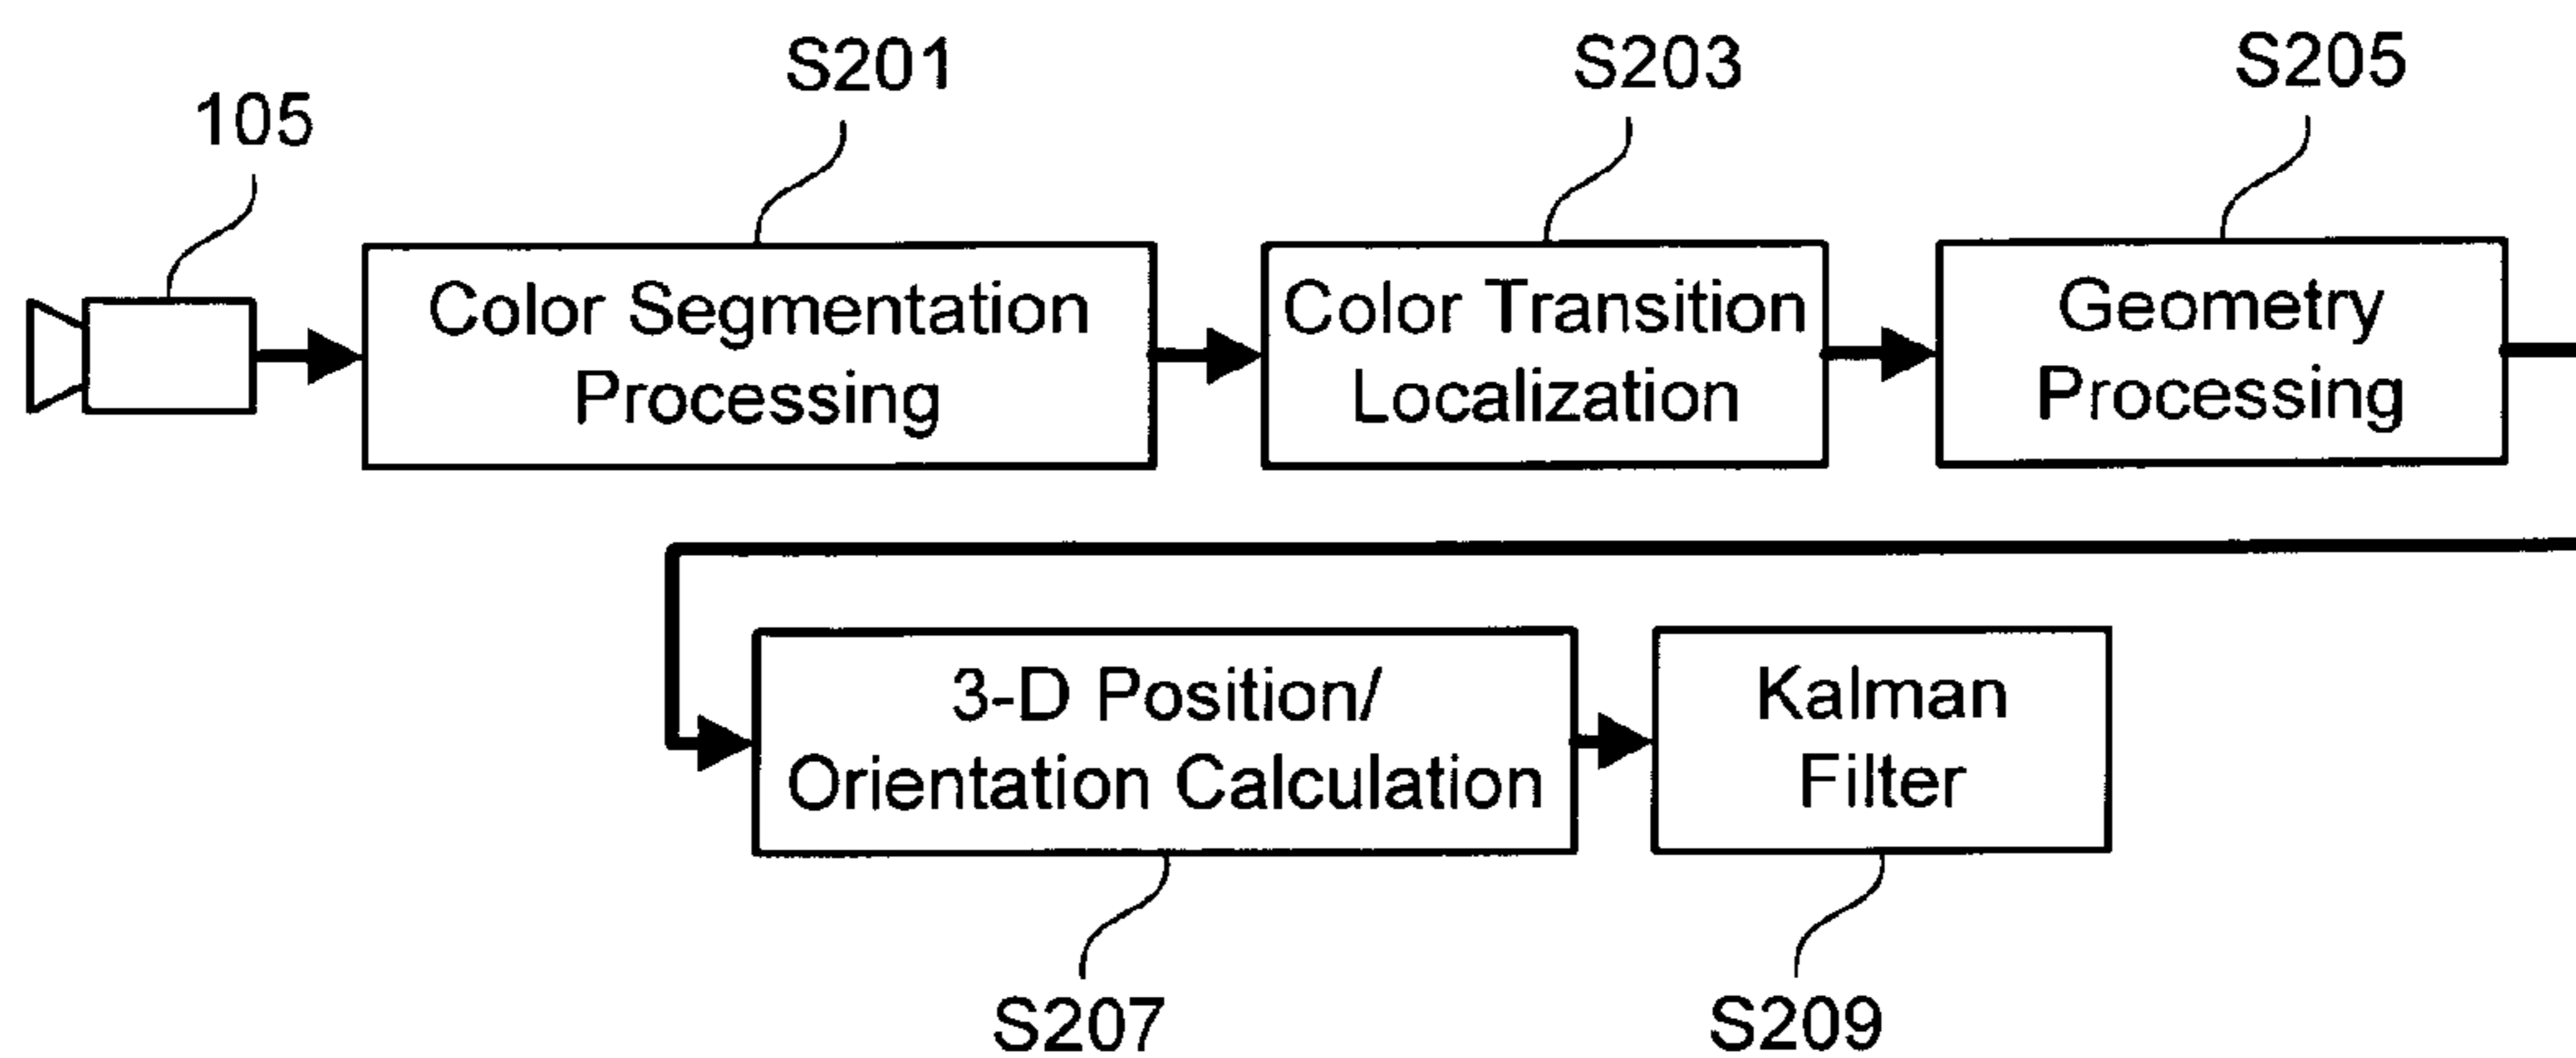 S201
S203
S205
105
Color Segmentation
Processing
Color Transition
Localization
Geometry
Processing
3-D Position/
Orientation Calculation
Kalman
Filter
S207
S209